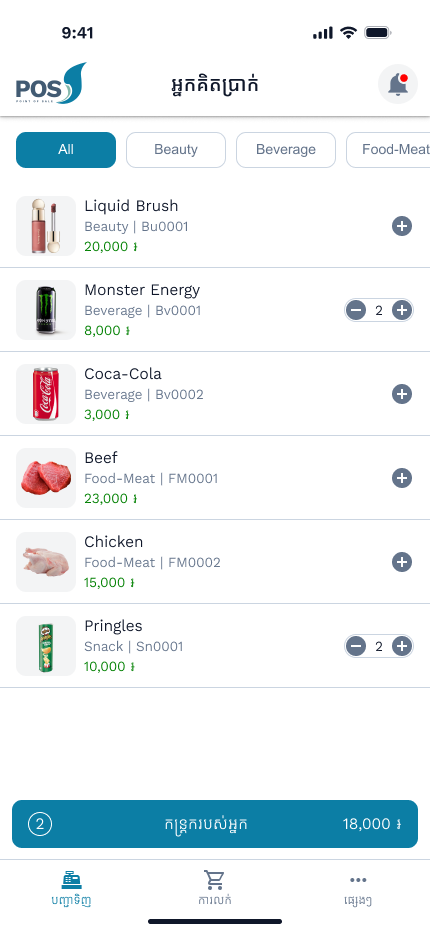 9:41
POS
POINT OF SALE
អ្នកគិតប្រាក់
All
Beauty
Beverage
Food-Meat
Liquid Brush
Beauty | Bu0001
20,000 ៛
Monster Energy
Beverage | Bv0001
8,000 ៛
2
Coca-Cola
Beverage | Bv0002
3,000 ៛
Beef
Food-Meat | FM0001
23,000 ៛
Chicken
Food-Meat | FM0002
15,000 ៛
Pringles
Snack | Sn0001
10,000 ៛
2
2 កន្ត្រករបស់អ្នក 18,000 ៛
បញ្ជាទិញ ការលក់ ផ្សេងៗ